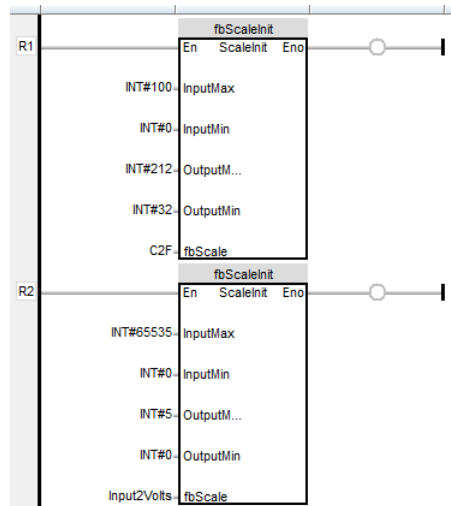 fbScaleInit
R1 En ScaleInit Eno
INT#100 InputMax
INT#0 InputMin
INT#212 OutputM...
INT#32 OutputMin
C2F fbScale
fbScaleInit
R2 En ScaleInit Eno
INT#65535 InputMax
INT#0 InputMin
INT#5 OutputM...
INT#0 OutputMin
Input2Volts fbScale